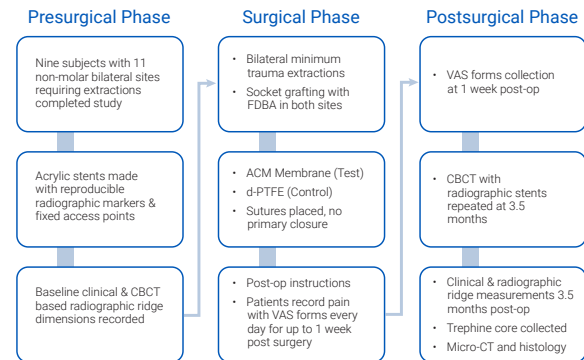 Presurgical Phase
Nine subjects with 11
non-molar bilateral sites
requiring extractions
completed study
Acrylic stents made
with reproducible
radiographic markers &
fixed access points
Baseline clinical & CBCT
based radiographic ridge
dimensions recorded
Surgical Phase
• Bilateral minimum
trauma extractions
• Socket grafting with
FDBA in both sites
• ACM Membrane (Test)
• d-PTFE (Control)
• Sutures placed, no
primary closure
• Post-op instructions
• Patients record pain
with VAS forms every
day for up to 1 week
post surgery
Postsurgical Phase
• VAS forms collection
at 1 week post-op
• CBCT with
radiographic stents
repeated at 3.5
months
• Clinical & radiographic
ridge measurements 3.5
months post-op
• Trephine core collected
• Micro-CT and histology